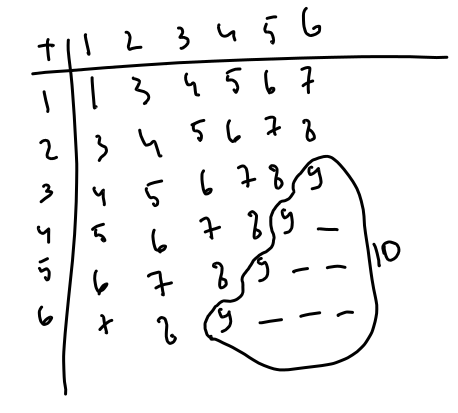 + 1 2 3 4 5 6
1 1 3 4 5 6 7
2 3 4 5 6 7 8
3 4 5 6 7 8 9
4 5 6 7 8 9 —
5 6 7 8 9 — — 10
6 7 8 9 — — —